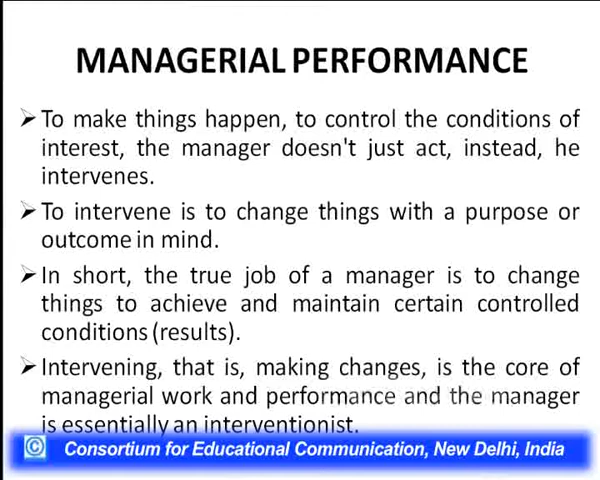 MANAGERIAL PERFORMANCE
➢ To make things happen, to control the conditions of
interest, the manager doesn't just act, instead, he
intervenes.
➢ To intervene is to change things with a purpose or
outcome in mind.
➢ In short, the true job of a manager is to change
things to achieve and maintain certain controlled
conditions (results).
➢ Intervening, that is, making changes, is the core of
managerial work and performance and the manager
is essentially an interventionist.
© Consortium for Educational Communication, New Delhi, India